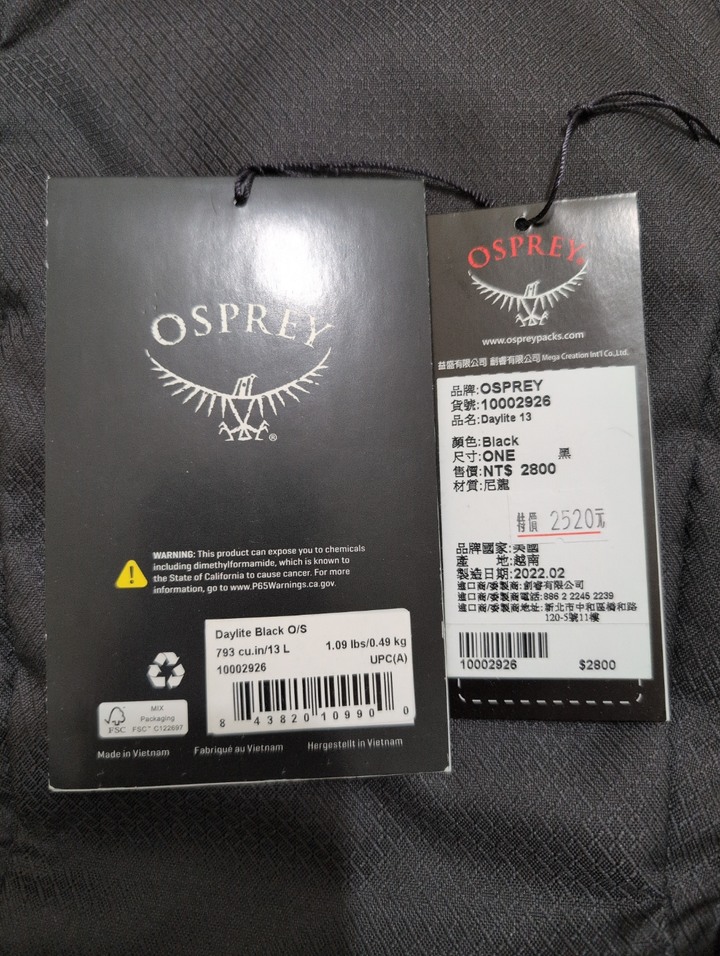 OSPREY
®
WARNING: This product can expose you to chemicals
including dimethylformamide, which is known to
the State of California to cause cancer. For more
information, go to www.P65Warnings.ca.gov.
Daylite Black O/S
793 cu.in/13 L 1.09 lbs/0.49 kg
10002926 UPC(A)
8 43820 10990 0
MIX
Packaging
FSC FSC™ C122697
Made in Vietnam Fabriqué au Vietnam Hergestellt in Vietnam
OSPREY
www.ospreypacks.com
益盛有限公司 創睿有限公司 Mega Creation Int'l Co.,Ltd.
品牌:OSPREY
貨號:10002926
品名:Daylite 13
顏色:Black
尺寸:ONE 黑
售價:NT$ 2800
材質:尼龍
特價 2520元
品牌國家:美國
產 地:越南
製造日期:2022.02
進口商/委製商:創睿有限公司
進口商/委製商電話:886 2 2245 2239
進口商/委製商地址:新北市中和區橋和路
120-5號11樓
10002926 $2800